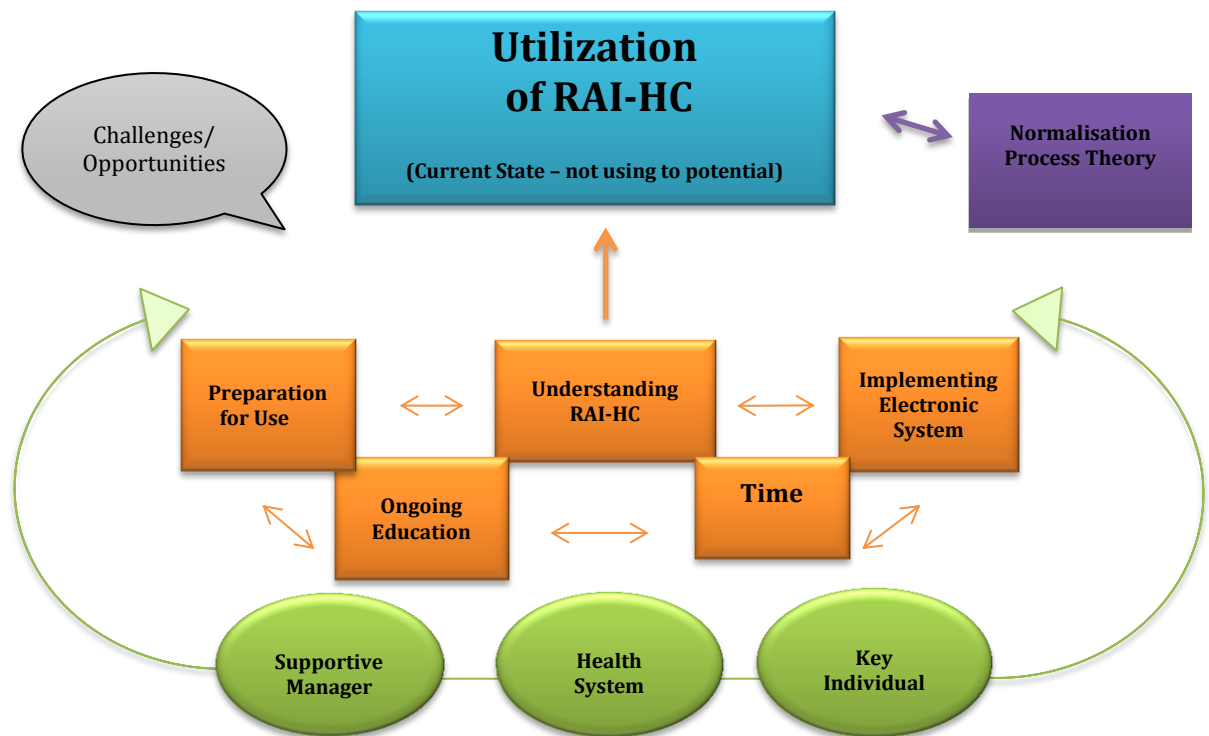 Utilization
of RAI-HC
(Current State – not using to potential)
Challenges/
Opportunities
Normalisation
Process Theory
Preparation
for Use
Understanding
RAI-HC
Implementing
Electronic
System
Ongoing
Education
Time
Supportive
Manager
Health
System
Key
Individual